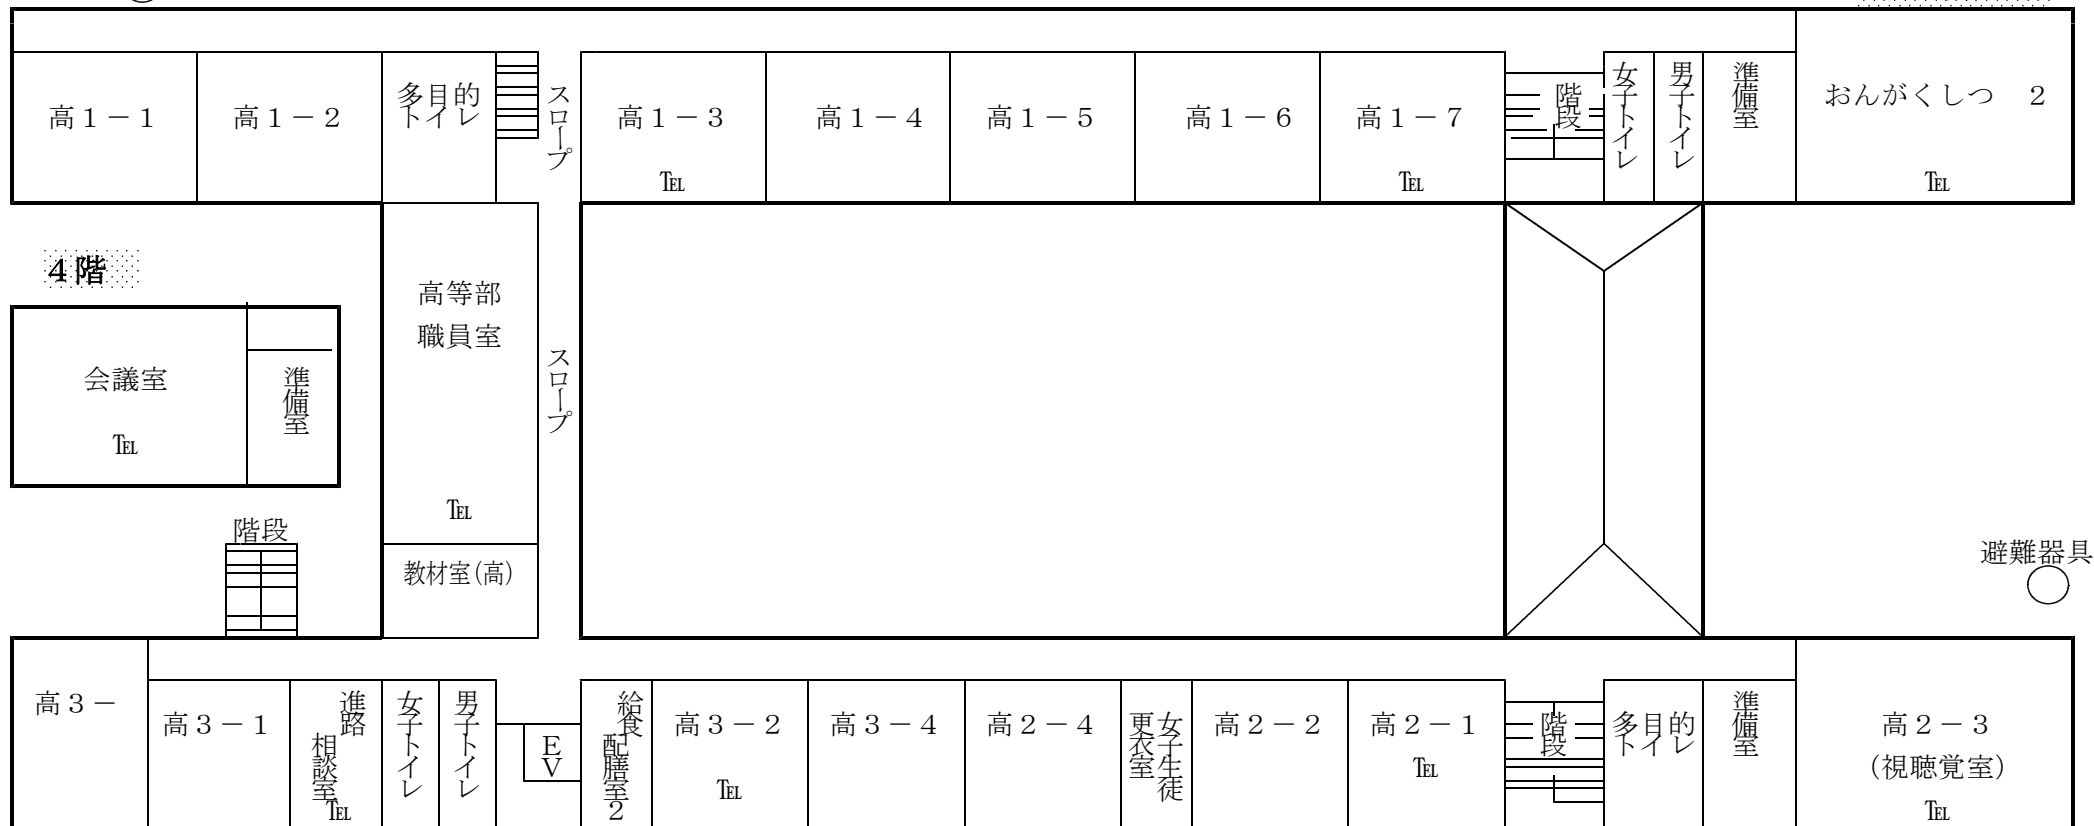 高１－１
高１－２
多目的
トイレ
スロープ
高１－３
℡
高１－４
高１－５
高１－６
高１－７
℡
階段
女子トイレ
男子トイレ
準備室
おんがくしつ　２
℡
４階
会議室
℡
準備室
高等部
職員室
℡
スロープ
階段
教材室(高)
避難器具
高３－
高３－１
進路
相談室
℡
女子トイレ
男子トイレ
ＥＶ
給食
配膳室２
高３－２
℡
高３－４
高２－４
女子生徒
更衣室
高２－２
高２－１
℡
階段
多目的
トイレ
準備室
高２－３
（視聴覚室）
℡